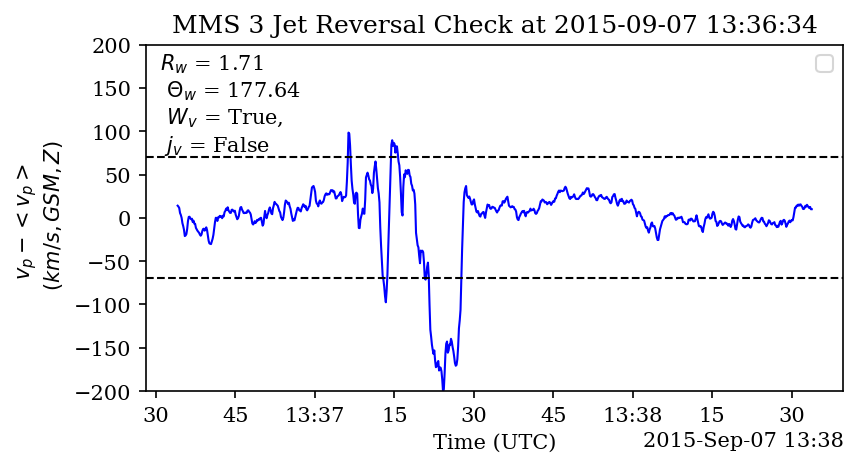 MMS 3 Jet Reversal Check at 2015-09-07 13:36:34
R_w = 1.71
Θ_w = 177.64
W_v = True,
j_v = False
v_p − < v_p >
(km/s, GSM, Z)
200
150
100
50
0
−50
−100
−150
−200
30 45 13:37 15 30 45 13:38 15 30
Time (UTC)
2015-Sep-07 13:38